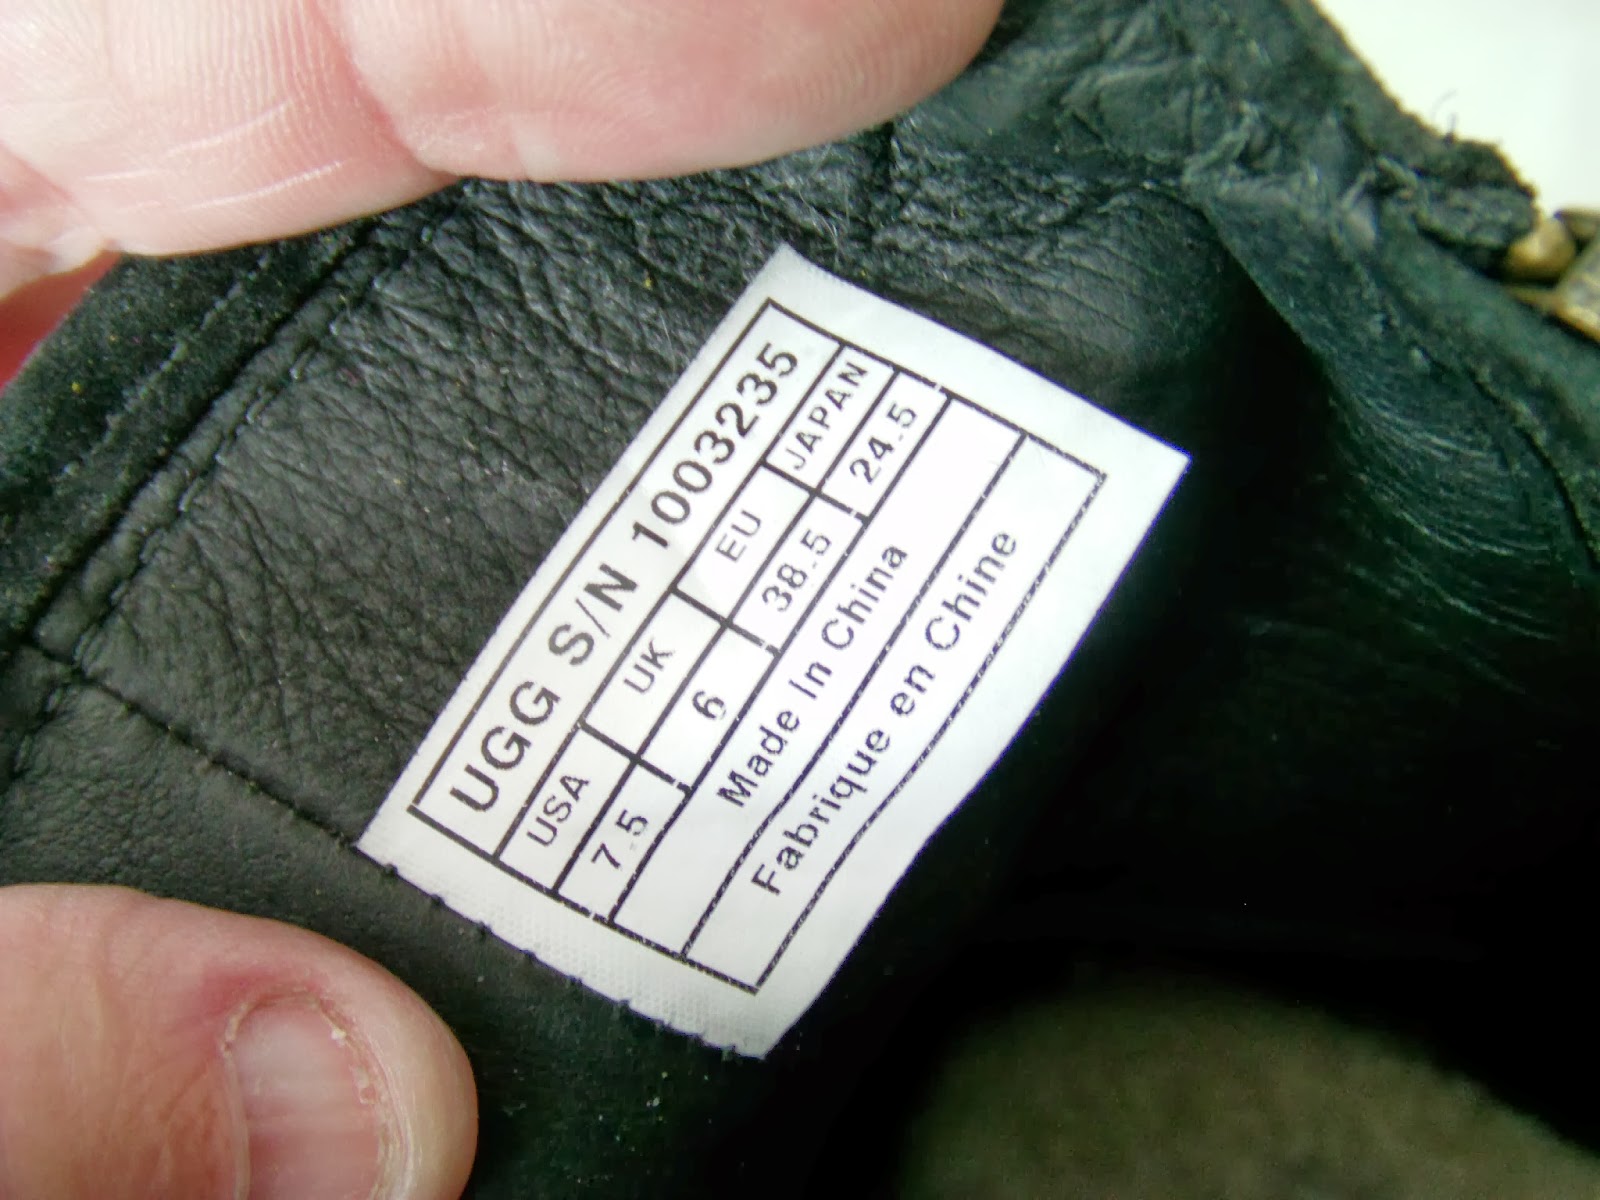 UGG S/N 1003235
USA UK EU JAPAN
7.5 6 38.5 24.5
Made In China
Fabrique en Chine